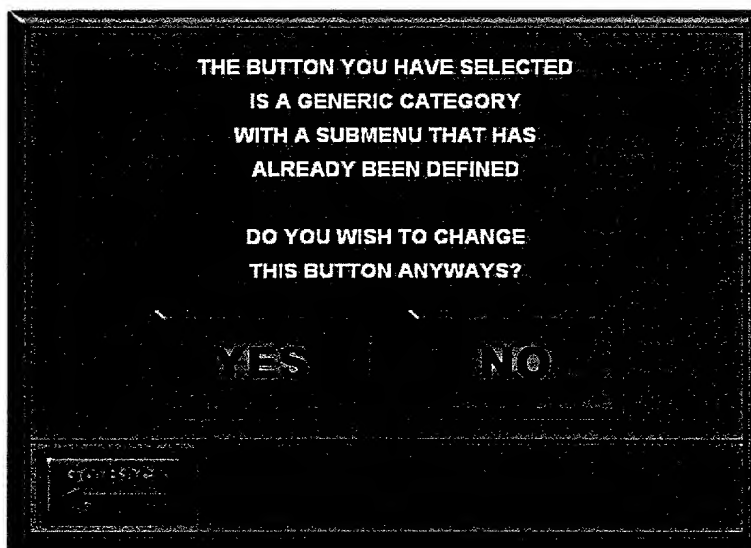 THE BUTTON YOU HAVE SELECTED
IS A GENERIC CATEGORY
WITH A SUBMENU THAT HAS
ALREADY BEEN DEFINED
DO YOU WISH TO CHANGE
THIS BUTTON ANYWAYS?
YES NO